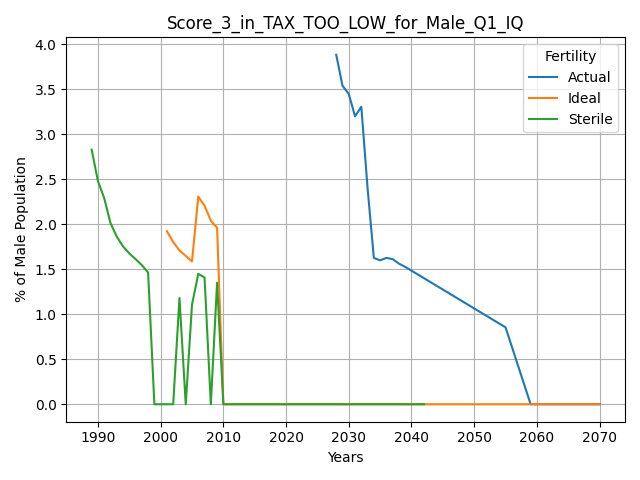 Score_3_in_TAX_TOO_LOW_for_Male_Q1_IQ
Fertility
Actual
Ideal
Sterile
% of Male Population
4.0
3.5
3.0
2.5
2.0
1.5
1.0
0.5
0.0
1990 2000 2010 2020 2030 2040 2050 2060 2070
Years